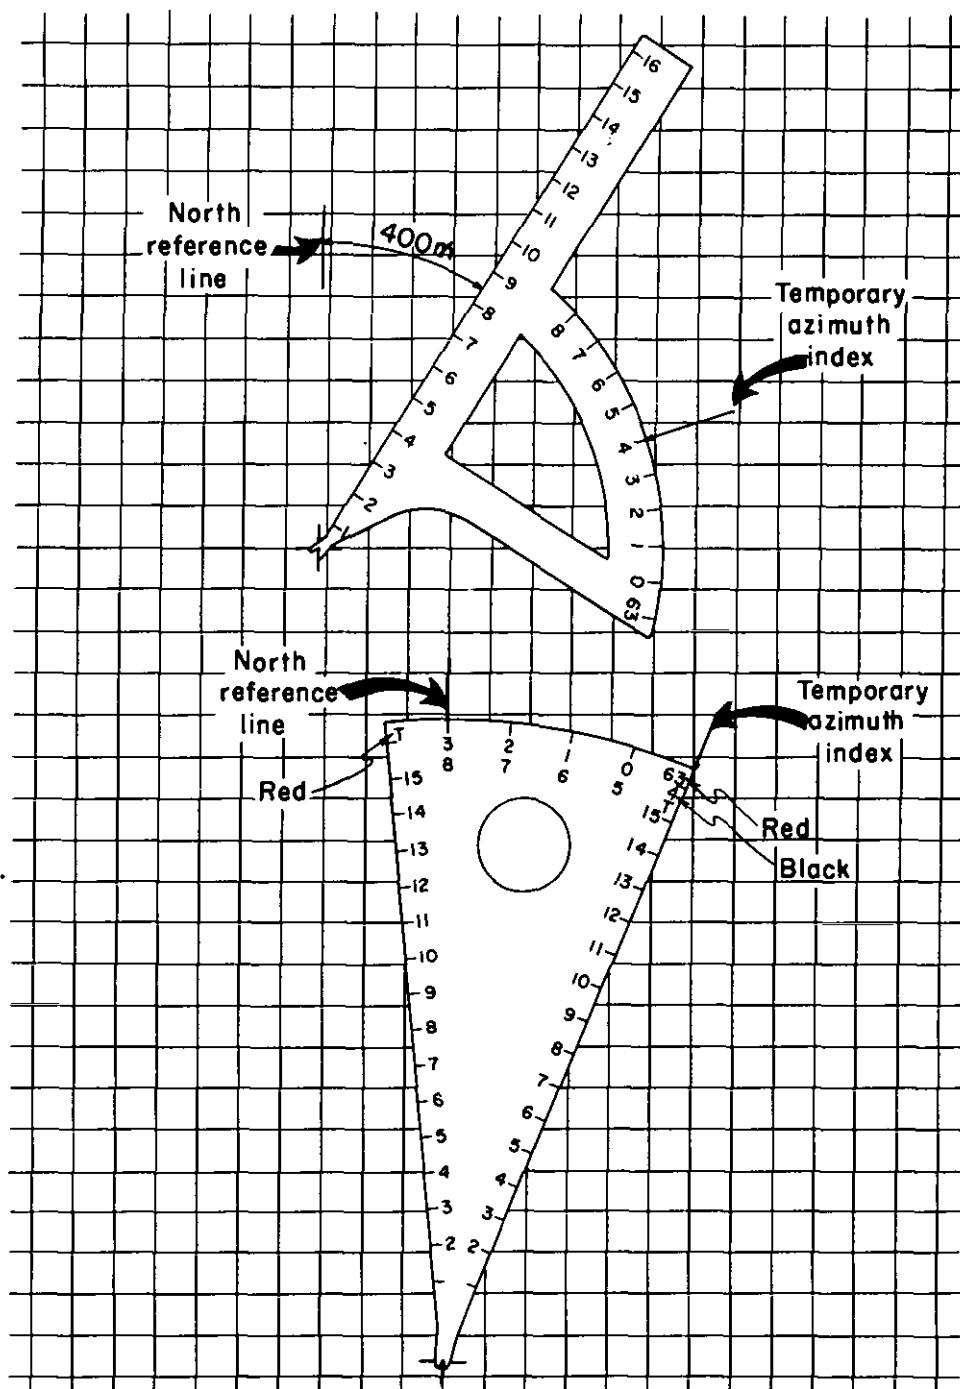 16
15
14
13
12
11
10
9
8
7
6
5
4
3
2
1
North
reference
line
400m
8
7
6
5
4
3
2
1
0
63
Temporary
azimuth
index
North
reference
line
Temporary
azimuth
index
T 3 2 1 0 63
8 7 6 5 4
T
Red
Red
Black
15 15
14 14
13 13
12 12
11 11
10 10
9 9
8 8
7 7
6 6
5 5
4 4
3 3
2 2